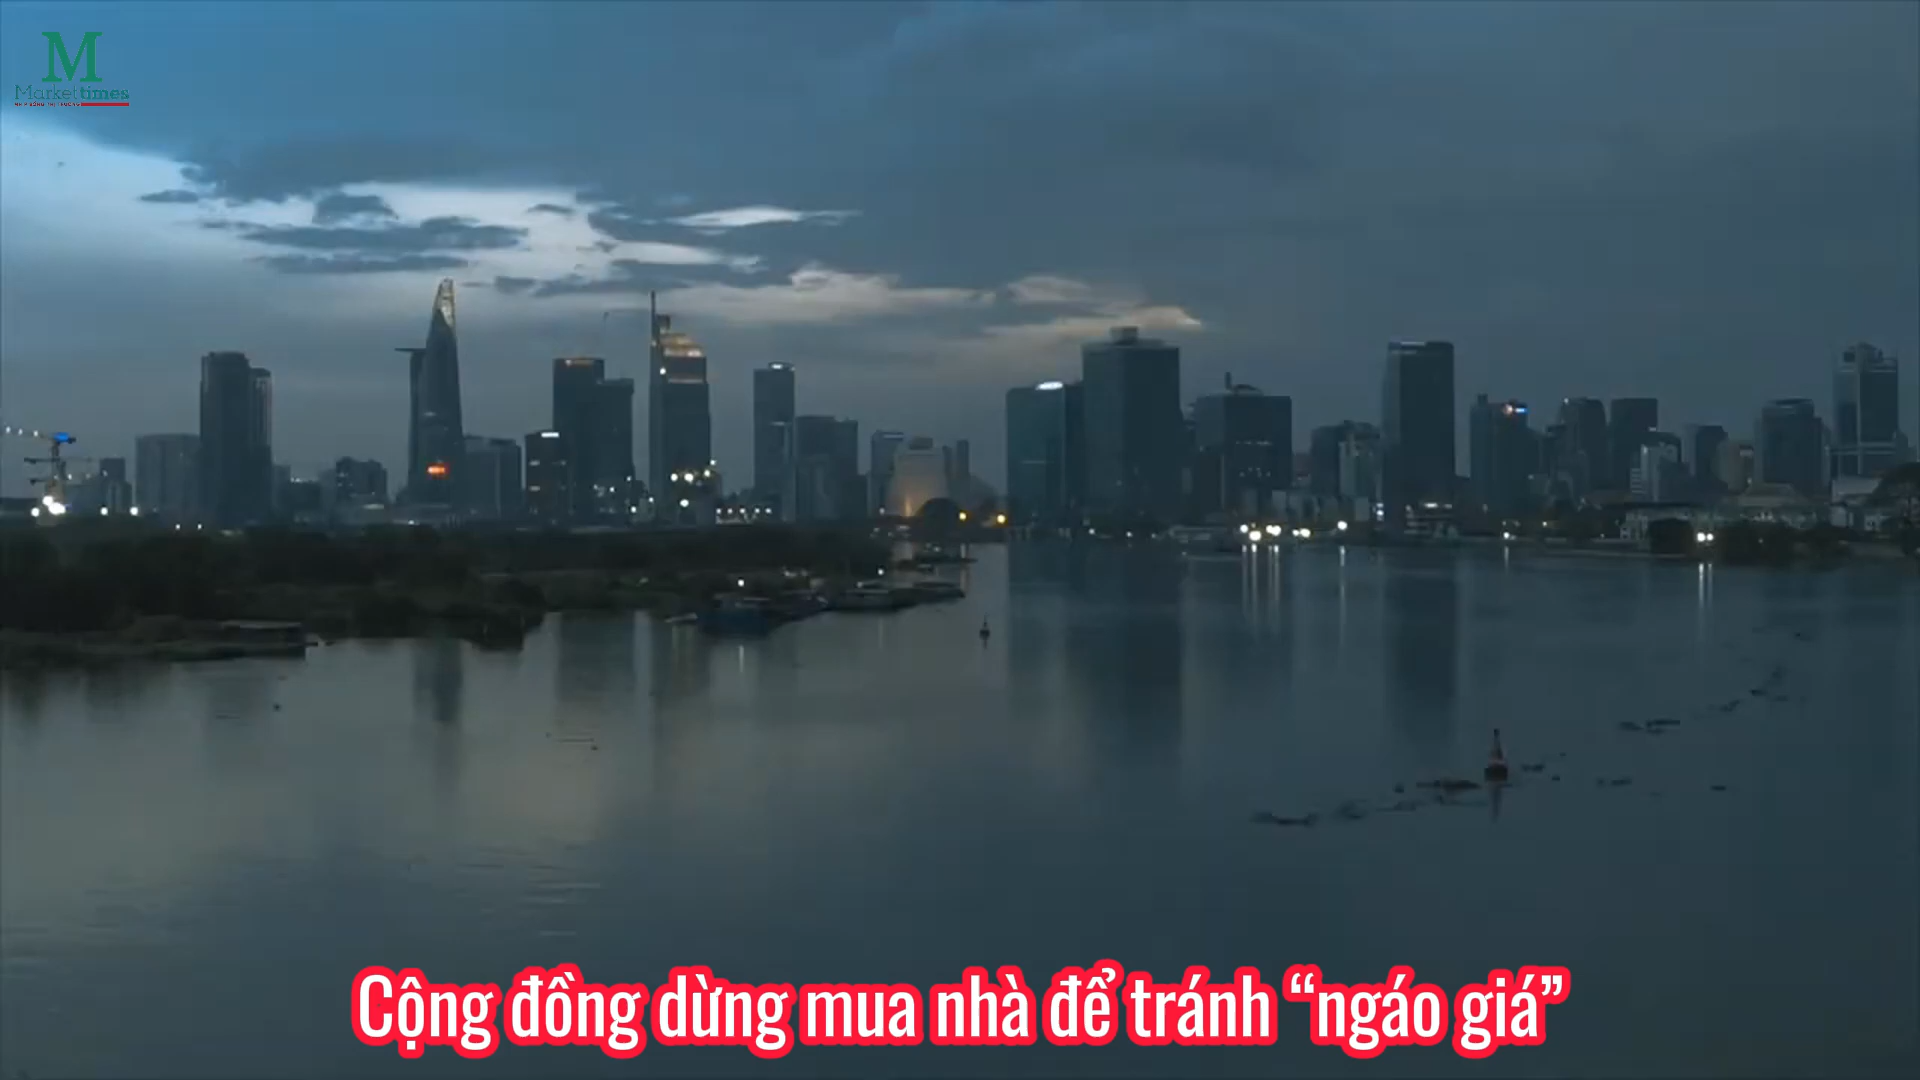 M
Markettimes
Cộng đồng dừng mua nhà để tránh “ngáo giá”